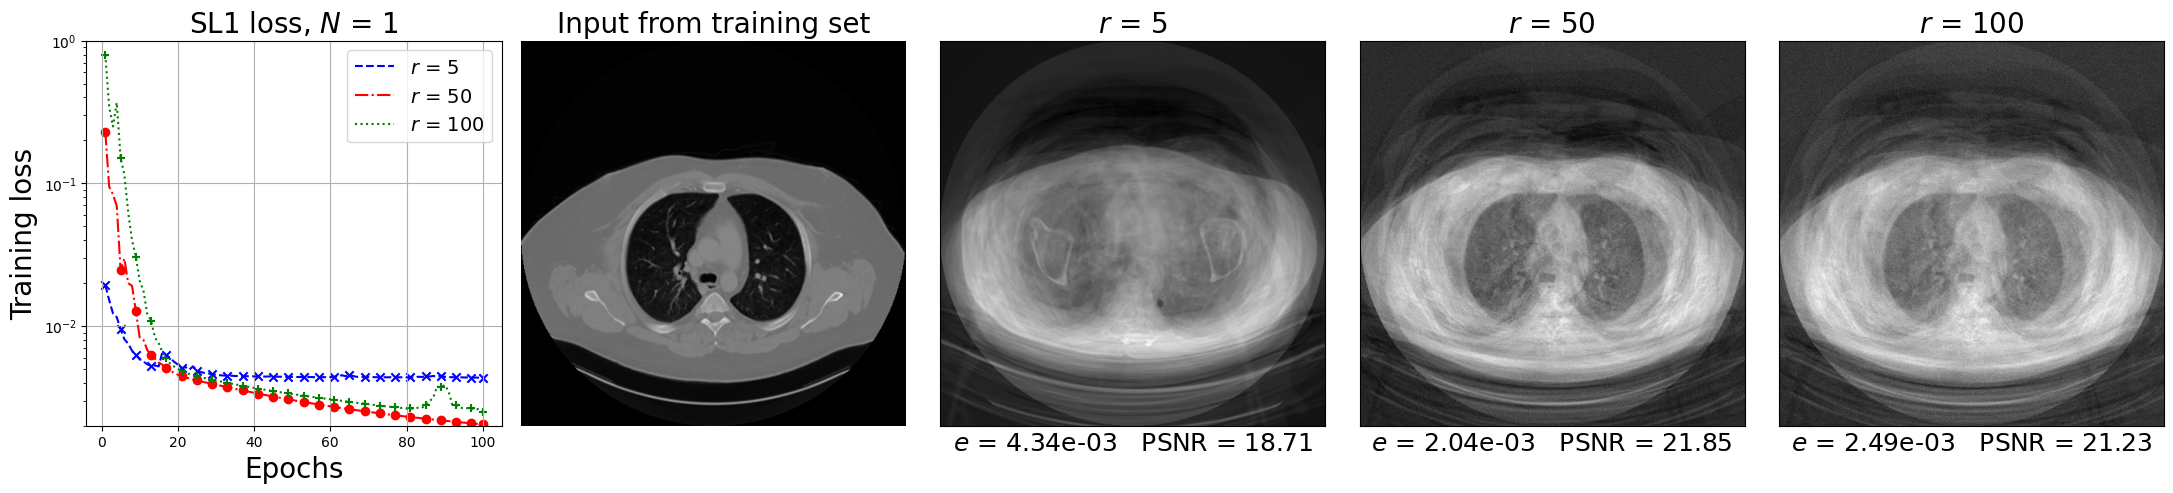 SL1 loss, N = 1
Training loss
10⁰
10⁻¹
10⁻²
r = 5
r = 50
r = 100
0 20 40 60 80 100
Epochs
Input from training set
r = 5
e = 4.34e-03 PSNR = 18.71
r = 50
e = 2.04e-03 PSNR = 21.85
r = 100
e = 2.49e-03 PSNR = 21.23